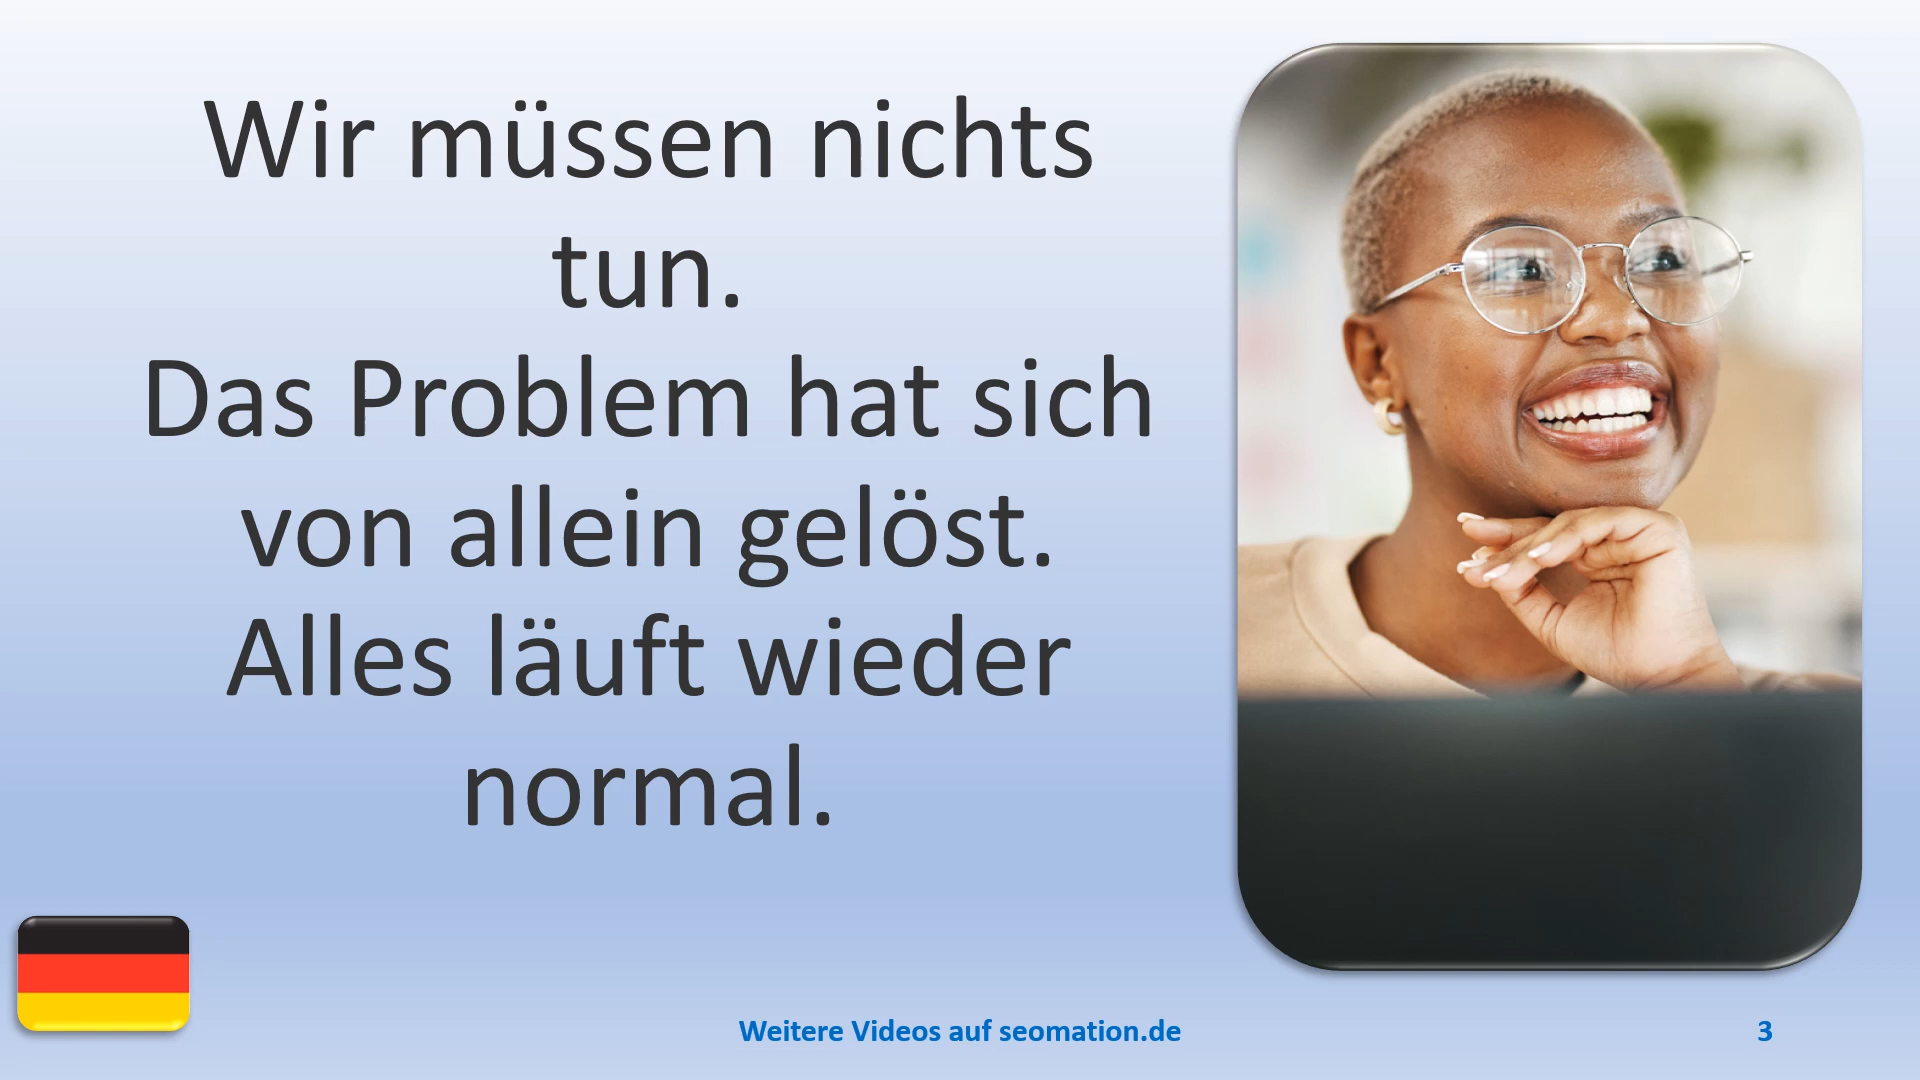 Wir müssen nichts
tun.
Das Problem hat sich
von allein gelöst.
Alles läuft wieder
normal.
Weitere Videos auf seomation.de
3